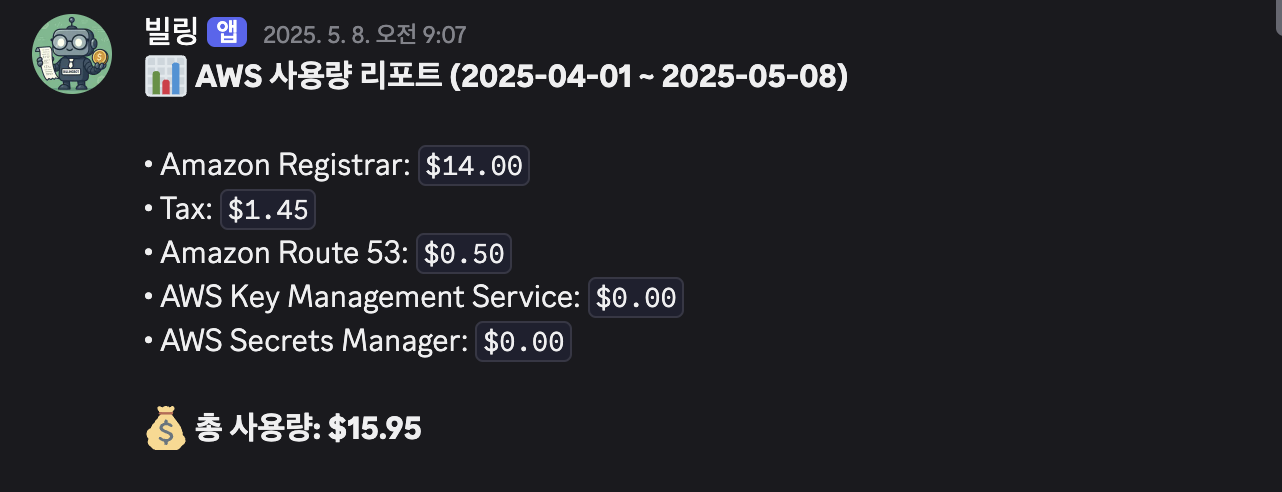 빌링 앱 2025. 5. 8. 오전 9:07
AWS 사용량 리포트 (2025-04-01 ~ 2025-05-08)
• Amazon Registrar: $14.00
• Tax: $1.45
• Amazon Route 53: $0.50
• AWS Key Management Service: $0.00
• AWS Secrets Manager: $0.00
총 사용량: $15.95